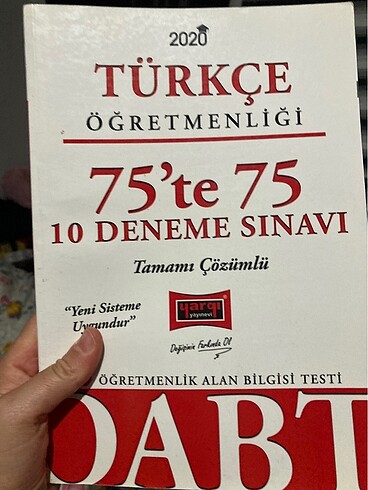 2020
TÜRKÇE
ÖĞRETMENLİĞİ
75'te 75
10 DENEME SINAVI
Tamamı Çözümlü
"Yeni Sisteme
Uygundur"
yargı
yayınevi
Değişimin Farkında Ol
ÖĞRETMENLİK ALAN BİLGİSİ TESTİ
ÖABT